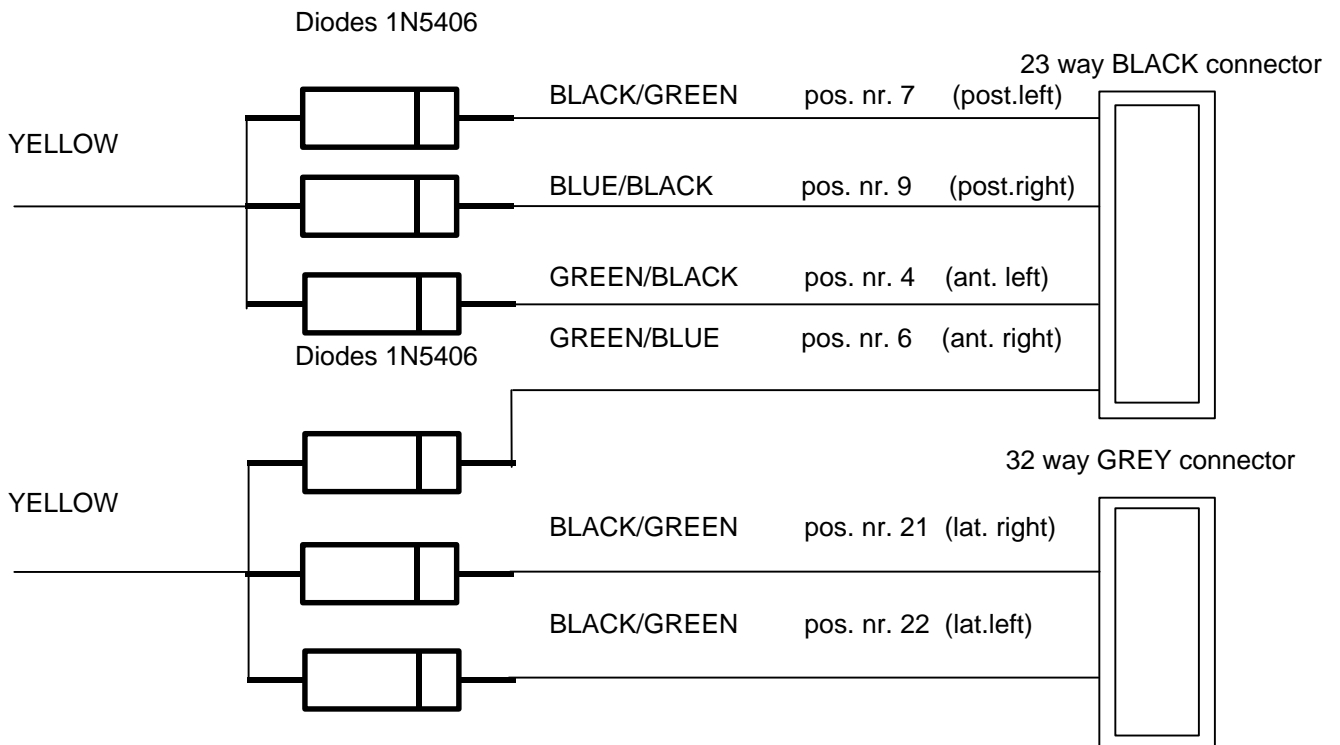 Diodes 1N5406
23 way BLACK connector
BLACK/GREEN pos. nr. 7 (post.left)
YELLOW
BLUE/BLACK pos. nr. 9 (post.right)
GREEN/BLACK pos. nr. 4 (ant. left)
GREEN/BLUE pos. nr. 6 (ant. right)
Diodes 1N5406
32 way GREY connector
YELLOW
BLACK/GREEN pos. nr. 21 (lat. right)
BLACK/GREEN pos. nr. 22 (lat.left)